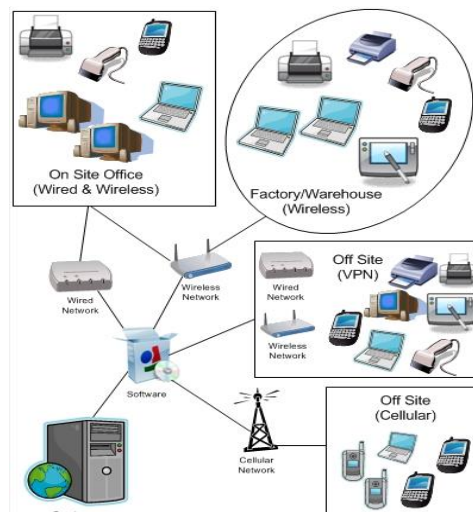 On Site Office
(Wired & Wireless)
Factory/Warehouse
(Wireless)
Wired
Network
Wireless
Network
Off Site
(VPN)
Wired
Network
Wireless
Network
Software
Cellular
Network
Off Site
(Cellular)